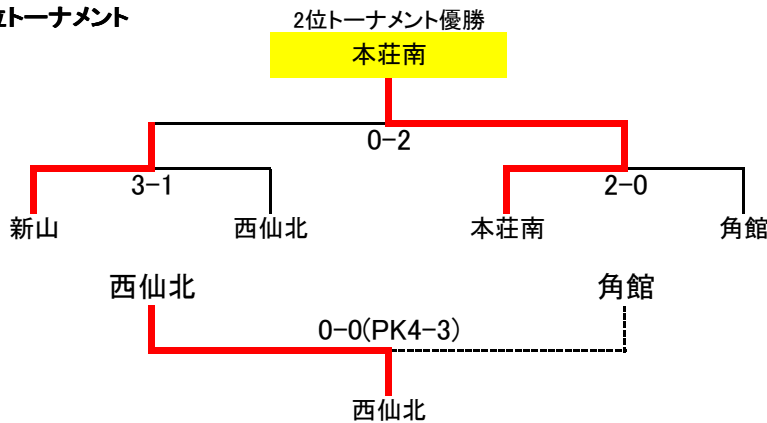 位トーナメント
2位トーナメント優勝
本荘南
0-2
3-1
2-0
新山
西仙北
本荘南
角館
西仙北
角館
0-0(PK4-3)
西仙北